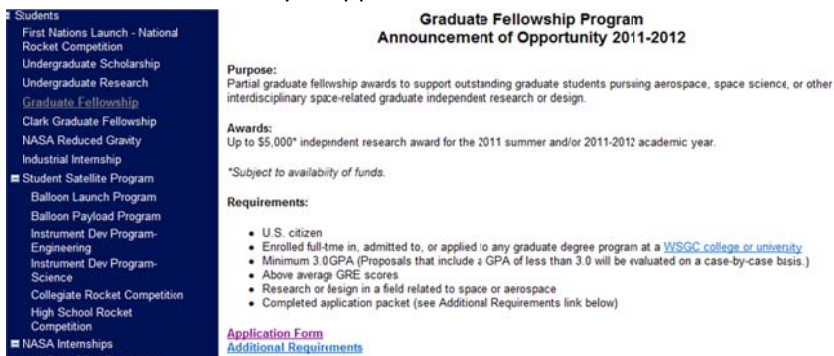 Students
First Nations Launch - National
Rocket Competition
Undergraduate Scholarship
Undergraduate Research
Graduate Fellowship
Clark Graduate Fellowship
NASA Reduced Gravity
Industrial Internship
Student Satellite Program
Balloon Launch Program
Balloon Payload Program
Instrument Dev Program-
Engineering
Instrument Dev Program-
Science
Collegiate Rocket Competition
High School Rocket
Competition
NASA Internships
Graduate Fellowship Program
Announcement of Opportunity 2011-2012
Purpose:
Partial graduate fellowship awards to support outstanding graduate students pursing aerospace, space science, or other
interdisciplinary space-related graduate independent research or design.
Awards:
Up to $5,000* indepndent research award for the 2011 summer and/or 2011-2012 academic year.
*Subject to availabiity of funds.
Requirements:
• U.S. citizen
• Enrolled full-time in, admitted to, or applied to any graduate degree program at a WSGC college or university
• Minimum 3.0GPA (Proposals that include a GPA of less than 3.0 will be evaluated on a case-by-case basis.)
• Above average GRE scores
• Research or design in a field related to space or aerospace
• Completed application packet (see Additional Requirements link below)
Application Form
Additional Requirments